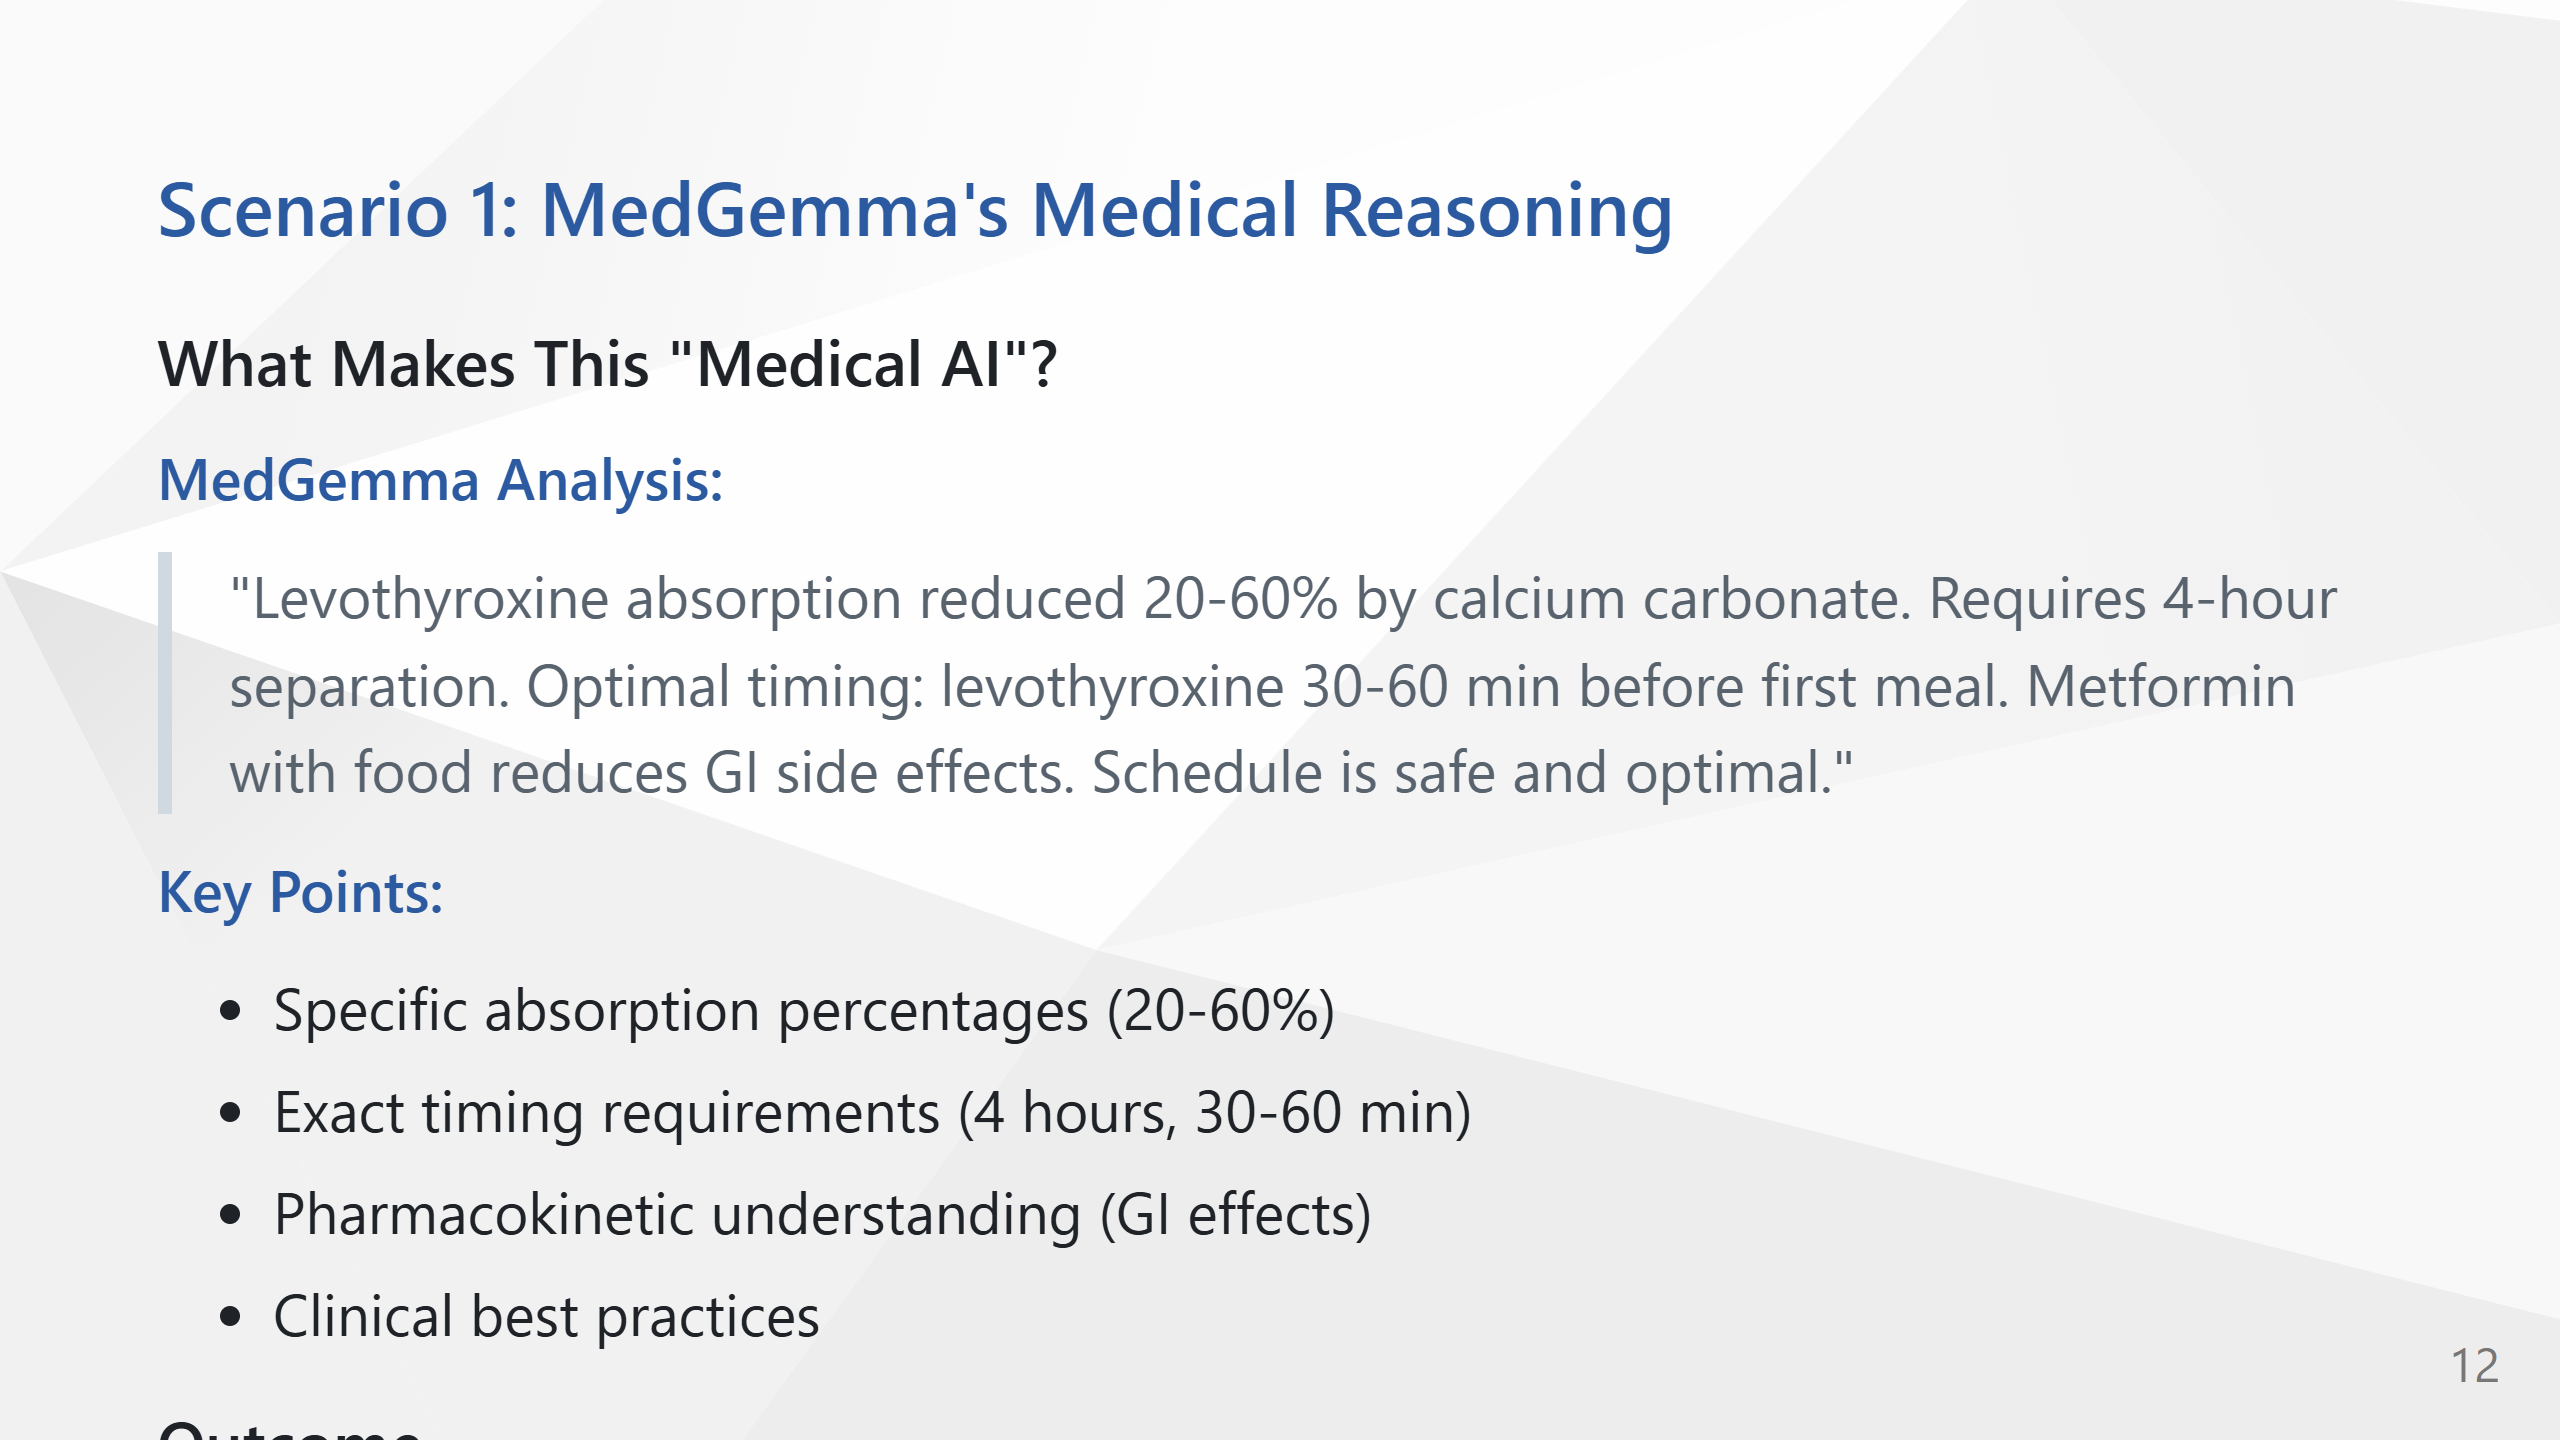 Scenario 1: MedGemma's Medical Reasoning
What Makes This "Medical AI"?
MedGemma Analysis:
"Levothyroxine absorption reduced 20-60% by calcium carbonate. Requires 4-hour
separation. Optimal timing: levothyroxine 30-60 min before first meal. Metformin
with food reduces GI side effects. Schedule is safe and optimal."
Key Points:
• Specific absorption percentages (20-60%)
• Exact timing requirements (4 hours, 30-60 min)
• Pharmacokinetic understanding (GI effects)
• Clinical best practices
12
Outcome